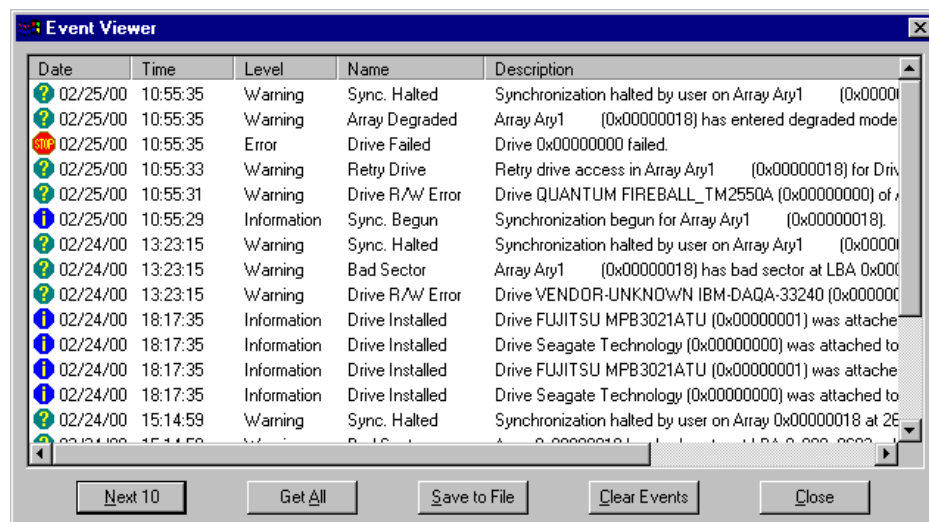 Event Viewer
Date Time Level Name Description
02/25/00 10:55:35 Warning Sync. Halted Synchronization halted by user on Array Ary1 (0x0000
02/25/00 10:55:35 Warning Array Degraded Array Ary1 (0x00000018) has entered degraded mode
STOP 02/25/00 10:55:35 Error Drive Failed Drive 0x00000000 failed.
02/25/00 10:55:33 Warning Retry Drive Retry drive access in Array Ary1 (0x00000018) for Driv
02/25/00 10:55:31 Warning Drive R/W Error Drive QUANTUM FIREBALL_TM2550A (0x00000000) of
02/25/00 10:55:29 Information Sync. Begun Synchronization begun for Array Ary1 (0x00000018).
02/24/00 13:23:15 Warning Sync. Halted Synchronization halted by user on Array Ary1 (0x0000
02/24/00 13:23:15 Warning Bad Sector Array Ary1 (0x00000018) has bad sector at LBA 0x000
02/24/00 13:23:15 Warning Drive R/W Error Drive VENDOR-UNKNOWN IBM-DAQA-33240 (0x000000
02/24/00 18:17:35 Information Drive Installed Drive FUJITSU MPB3021ATU (0x00000001) was attache
02/24/00 18:17:35 Information Drive Installed Drive Seagate Technology (0x00000000) was attached to
02/24/00 18:17:35 Information Drive Installed Drive FUJITSU MPB3021ATU (0x00000001) was attache
02/24/00 18:17:35 Information Drive Installed Drive Seagate Technology (0x00000000) was attached to
02/24/00 15:14:59 Warning Sync. Halted Synchronization halted by user on Array 0x00000018 at 26
Next 10 Get All Save to File Clear Events Close